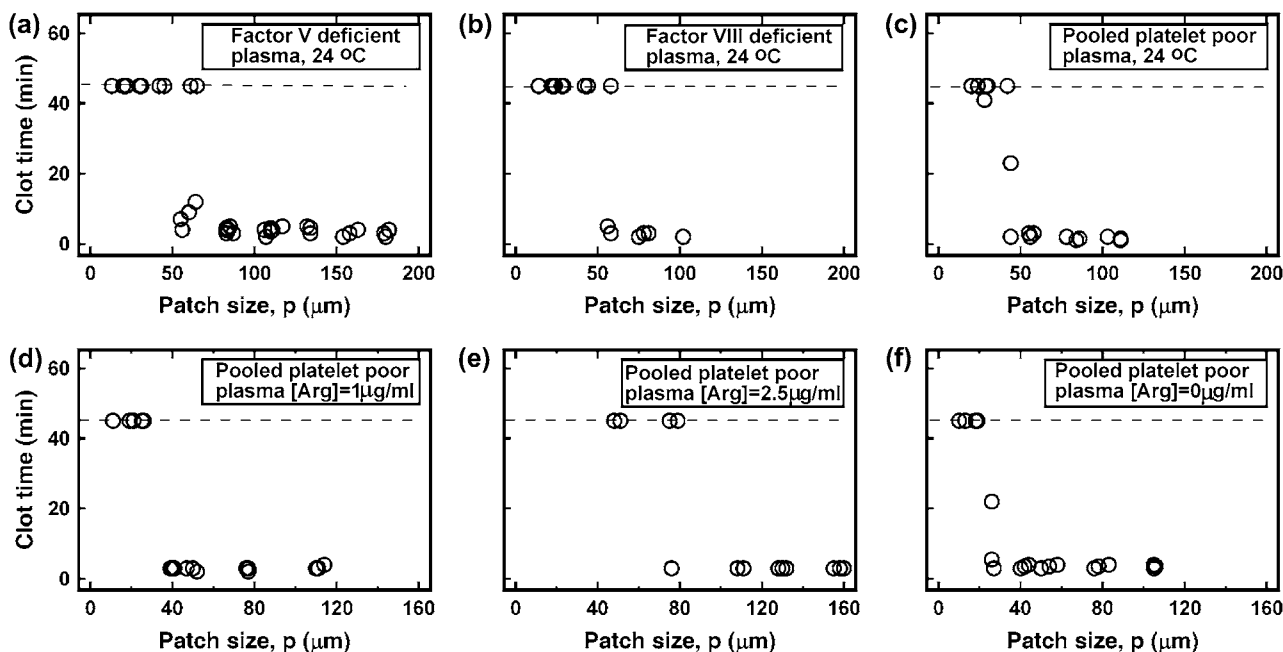 (a)
Factor V deficient
plasma, 24 ºC
60
40
20
0
Clot time (min)
0 50 100 150 200
Patch size, p (μm)
(b)
Factor VIII deficient
plasma, 24 ºC
0 50 100 150 200
Patch size, p (μm)
(c)
Pooled platelet poor
plasma, 24 ºC
0 50 100 150 200
Patch size, p (μm)
(d)
Pooled platelet poor
plasma [Arg]=1μg/ml
60
40
20
0
Clot time (min)
0 40 80 120 160
Patch size, p (μm)
(e)
Pooled platelet poor
plasma [Arg]=2.5μg/ml
0 40 80 120 160
Patch size, p (μm)
(f)
Pooled platelet poor
plasma [Arg]=0μg/ml
0 40 80 120 160
Patch size, p (μm)